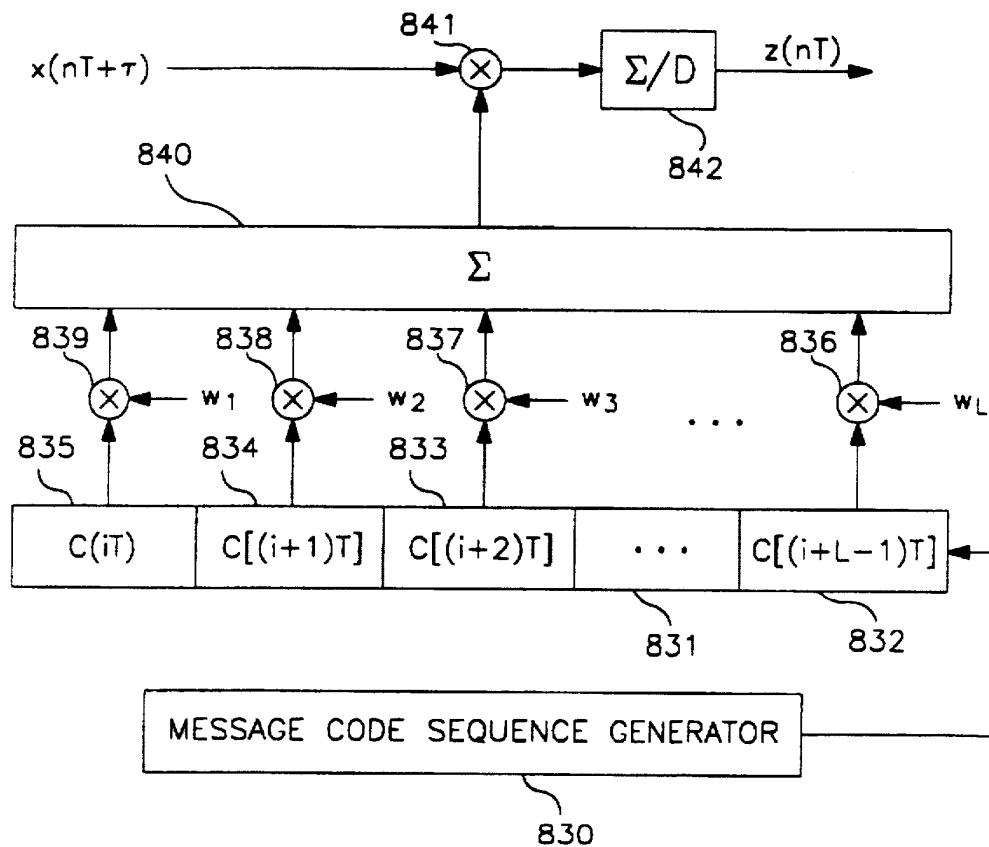 841
x(nT+τ)
×
Σ/D
z(nT)
842
840
Σ
839
838
837
836
×
w1
×
w2
×
w3
. . .
×
wL
835
834
833
C(iT)
C[(i+1)T]
C[(i+2)T]
. . .
C[(i+L-1)T]
831
832
MESSAGE CODE SEQUENCE GENERATOR
830